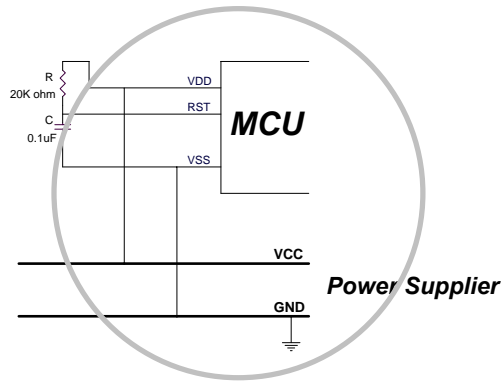 R
20K ohm
C
0.1uF
VDD
RST
VSS
MCU
VCC
Power Supplier
GND